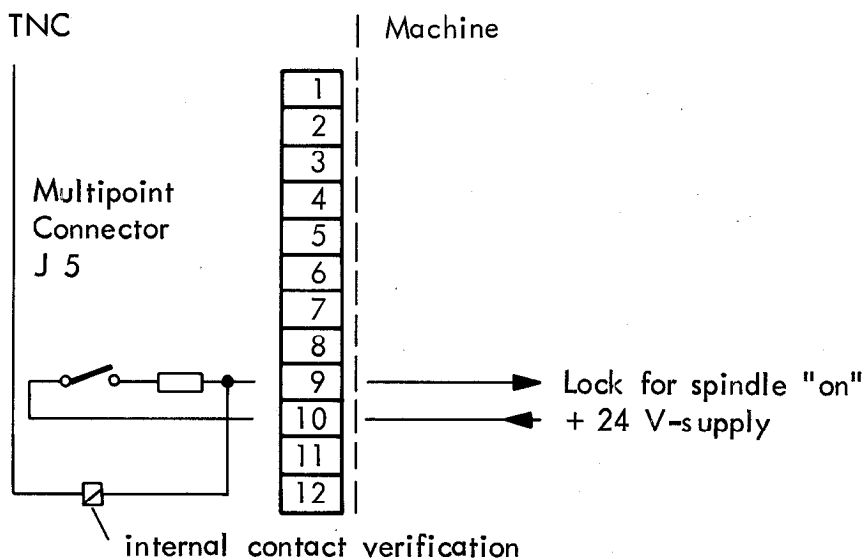 TNC
Machine
Multipoint
Connector
J 5
1
2
3
4
5
6
7
8
9
10
11
12
Lock for spindle "on"
+ 24 V-supply
internal contact verification